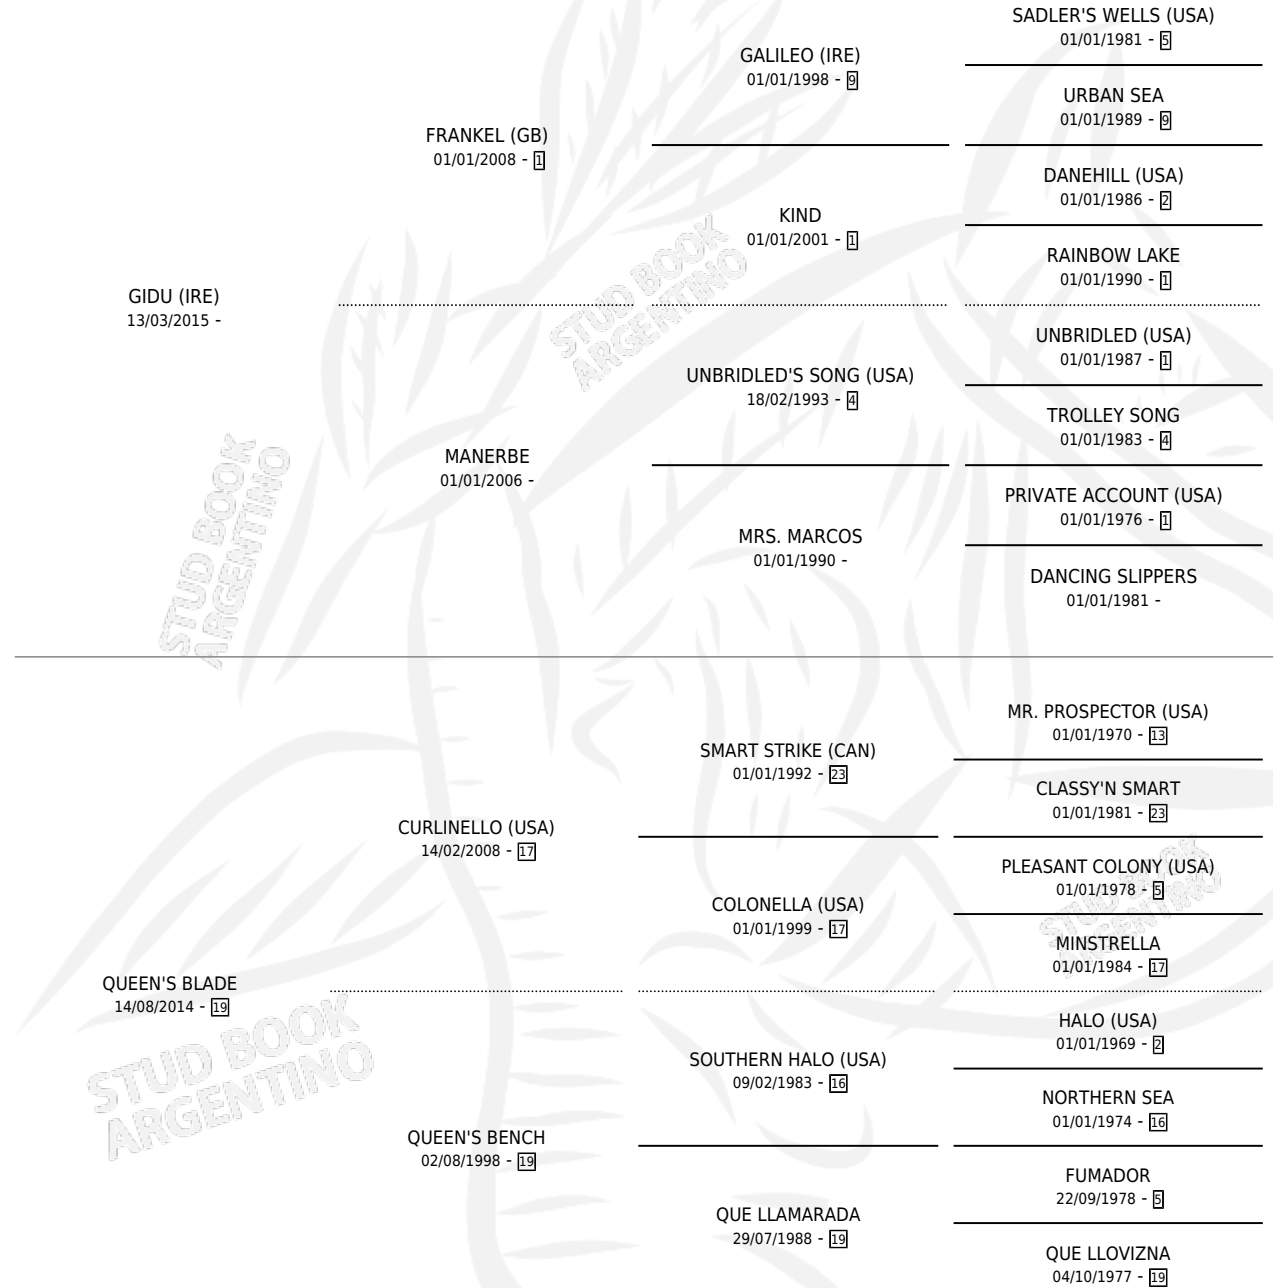 SADLER'S WELLS (USA)
01/01/1981 - 5
GALILEO (IRE)
01/01/1998 - 9
URBAN SEA
01/01/1989 - 9
FRANKEL (GB)
01/01/2008 - 1
DANEHILL (USA)
01/01/1986 - 2
KIND
01/01/2001 - 1
RAINBOW LAKE
01/01/1990 - 1
GIDU (IRE)
13/03/2015 -
UNBRIDLED (USA)
01/01/1987 - 1
UNBRIDLED'S SONG (USA)
18/02/1993 - 4
TROLLEY SONG
01/01/1983 - 4
MANERBE
01/01/2006 -
PRIVATE ACCOUNT (USA)
01/01/1976 - 1
MRS. MARCOS
01/01/1990 -
DANCING SLIPPERS
01/01/1981 -
MR. PROSPECTOR (USA)
01/01/1970 - 13
SMART STRIKE (CAN)
01/01/1992 - 23
CLASSY'N SMART
01/01/1981 - 23
CURLINELLO (USA)
14/02/2008 - 17
PLEASANT COLONY (USA)
01/01/1978 - 5
COLONELLA (USA)
01/01/1999 - 17
MINSTRELLA
01/01/1984 - 17
QUEEN'S BLADE
14/08/2014 - 19
HALO (USA)
01/01/1969 - 2
SOUTHERN HALO (USA)
09/02/1983 - 16
NORTHERN SEA
01/01/1974 - 16
QUEEN'S BENCH
02/08/1998 - 19
FUMADOR
22/09/1978 - 5
QUE LLAMARADA
29/07/1988 - 19
QUE LLOVIZNA
04/10/1977 - 19
STUD BOOK
ARGENTINO
STUD BOOK
ARGENTINO
STUD BOOK
ARGENTINO
STUD BOOK
ARGENTINO